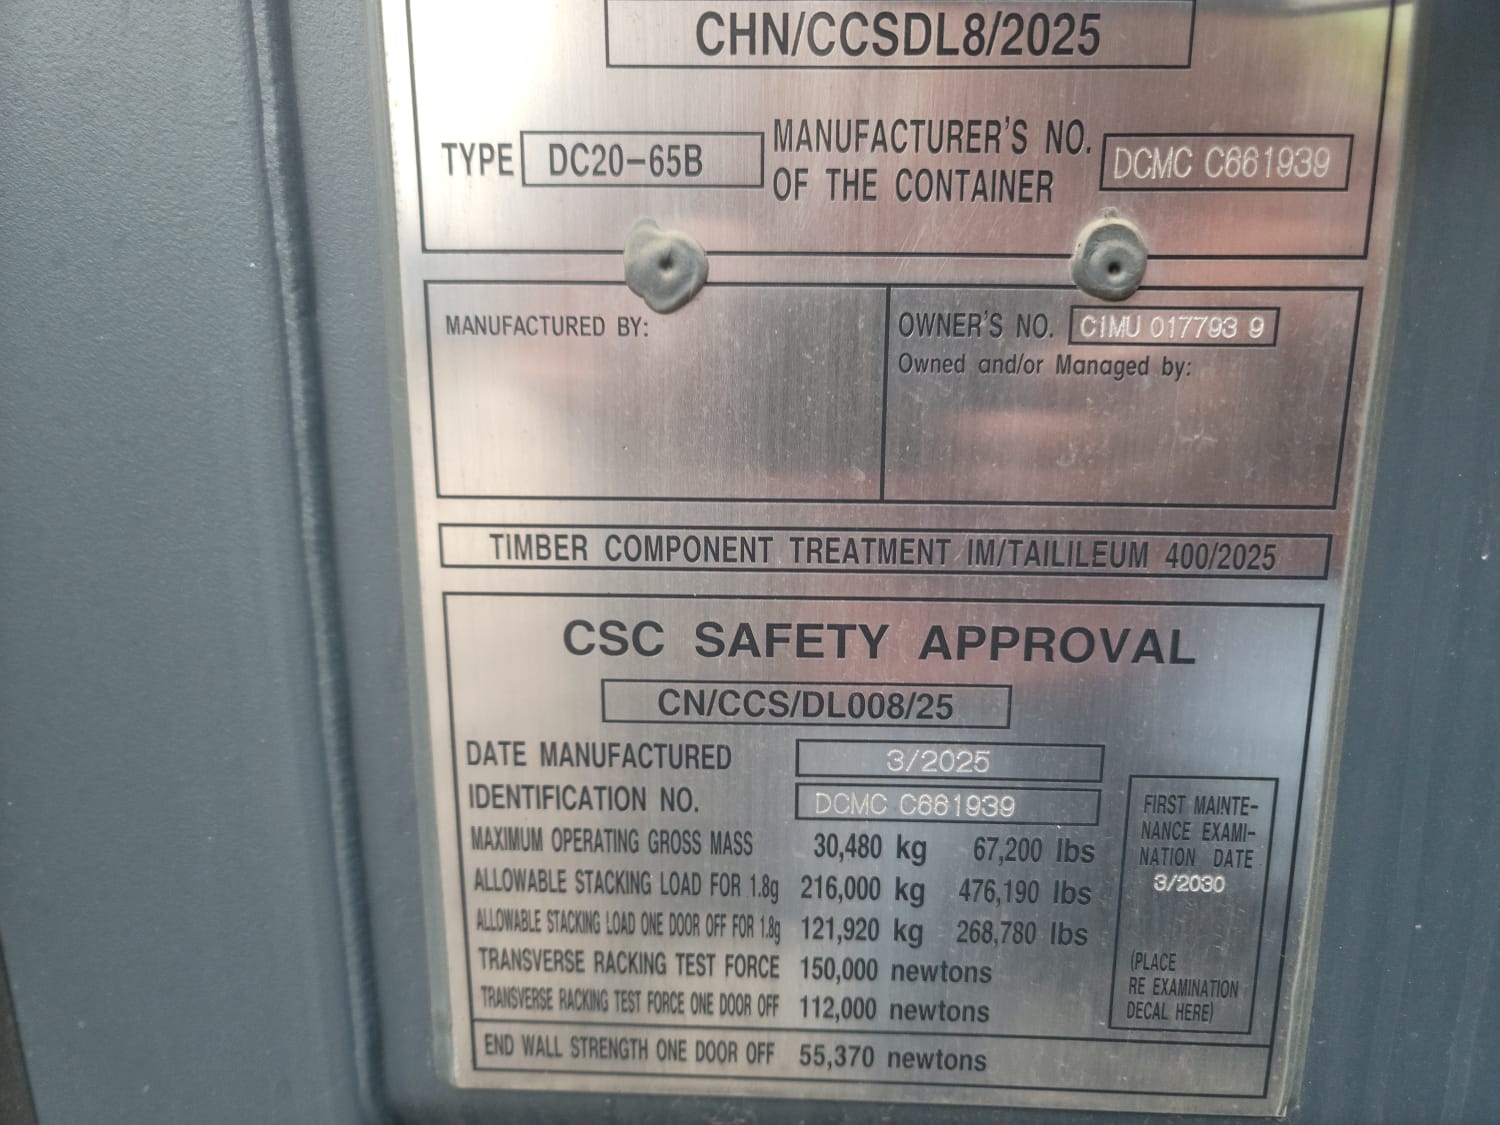 CHN/CCSDL8/2025
TYPE DC20-65B
MANUFACTURER'S NO.
OF THE CONTAINER
DCMC C661939
MANUFACTURED BY:
OWNER'S NO. CIMU 017793 9
Owned and/or Managed by:
TIMBER COMPONENT TREATMENT IM/TAILILEUM 400/2025
CSC SAFETY APPROVAL
CN/CCS/DL008/25
DATE MANUFACTURED 3/2025
IDENTIFICATION NO. DCMC C661939
MAXIMUM OPERATING GROSS MASS 30,480 kg 67,200 lbs
ALLOWABLE STACKING LOAD FOR 1.8g 216,000 kg 476,190 lbs
ALLOWABLE STACKING LOAD ONE DOOR OFF FOR 1.8g 121,920 kg 268,780 lbs
TRANSVERSE RACKING TEST FORCE 150,000 newtons
TRANSVERSE RACKING TEST FORCE ONE DOOR OFF 112,000 newtons
END WALL STRENGTH ONE DOOR OFF 55,370 newtons
FIRST MAINTE-
NANCE EXAMI-
NATION DATE
3/2030
(PLACE
RE EXAMINATION
DECAL HERE)